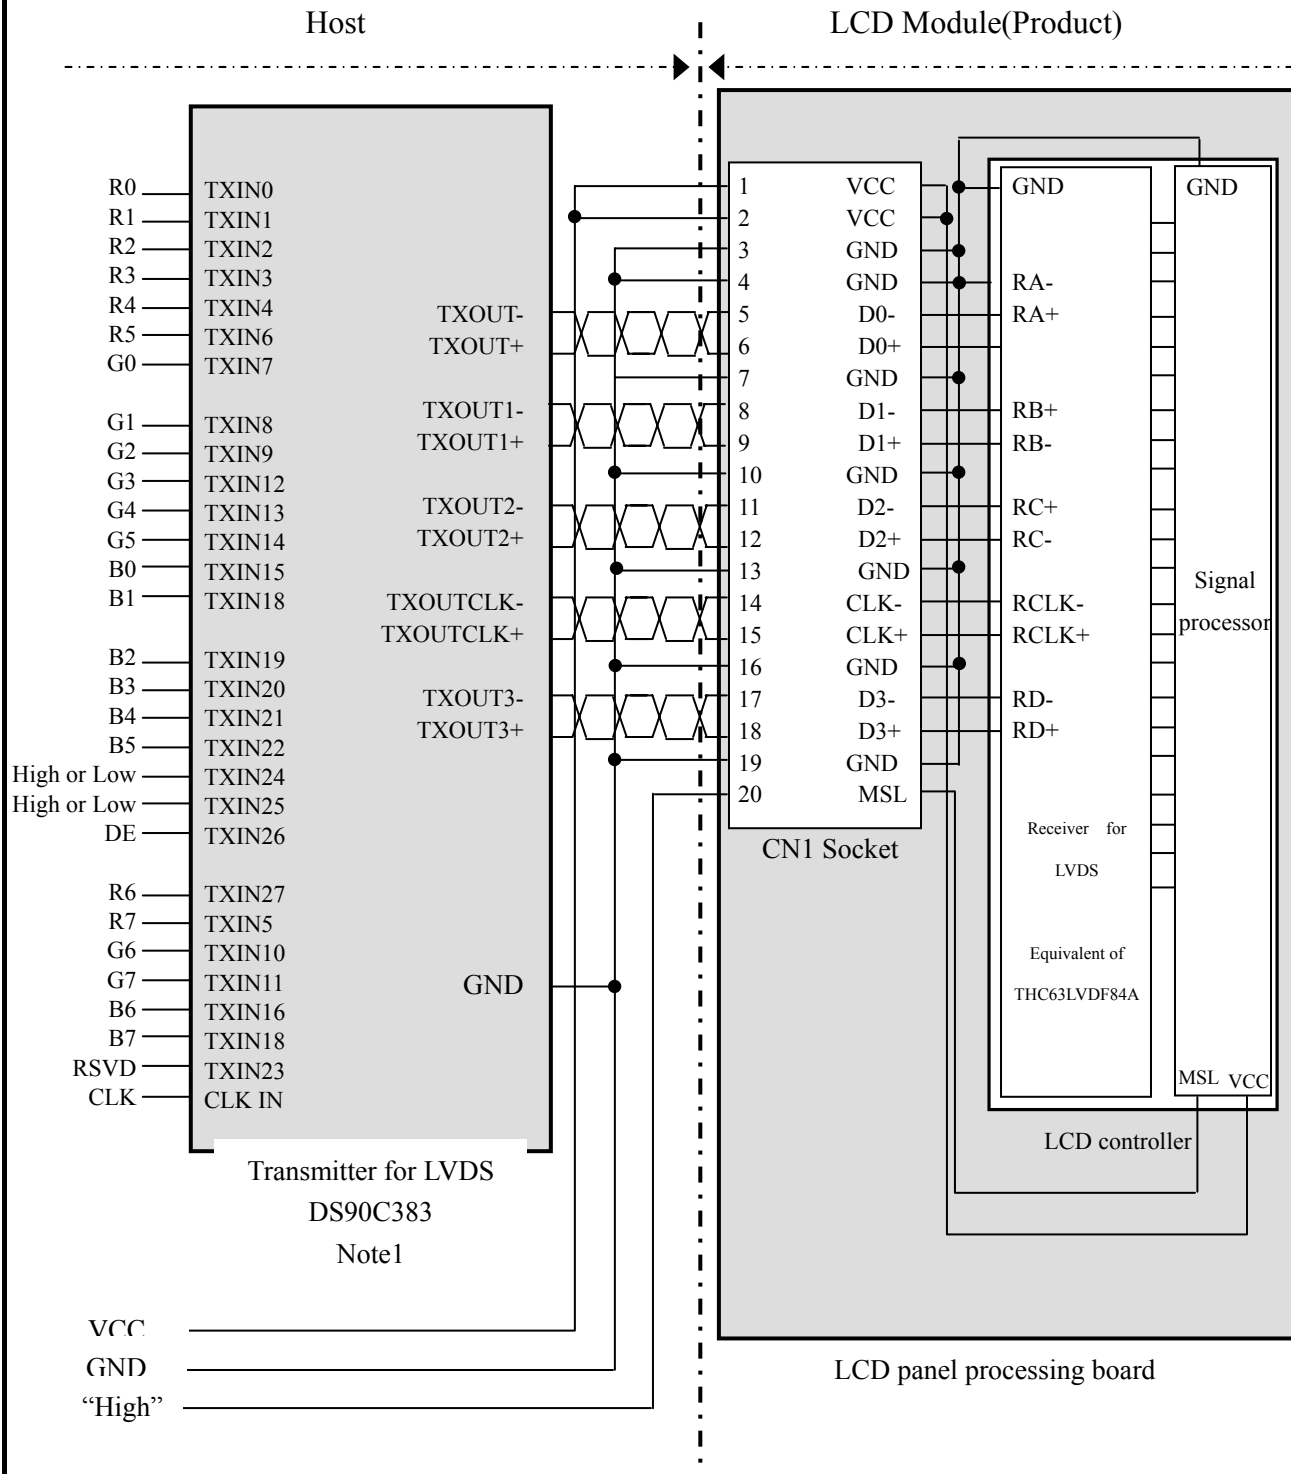 Host
LCD Module(Product)
R0 TXIN0
R1 TXIN1
R2 TXIN2
R3 TXIN3
R4 TXIN4
R5 TXIN6
G0 TXIN7
G1 TXIN8
G2 TXIN9
G3 TXIN12
G4 TXIN13
G5 TXIN14
B0 TXIN15
B1 TXIN18
B2 TXIN19
B3 TXIN20
B4 TXIN21
B5 TXIN22
High or Low TXIN24
High or Low TXIN25
DE TXIN26
R6 TXIN27
R7 TXIN5
G6 TXIN10
G7 TXIN11
B6 TXIN16
B7 TXIN18
RSVD TXIN23
CLK CLK IN
TXOUT-
TXOUT+
TXOUT1-
TXOUT1+
TXOUT2-
TXOUT2+
TXOUTCLK-
TXOUTCLK+
TXOUT3-
TXOUT3+
GND
Transmitter for LVDS
DS90C383
Note1
VCC
GND
“High”
1 VCC
2 VCC
3 GND
4 GND
5 D0-
6 D0+
7 GND
8 D1-
9 D1+
10 GND
11 D2-
12 D2+
13 GND
14 CLK-
15 CLK+
16 GND
17 D3-
18 D3+
19 GND
20 MSL
CN1 Socket
GND
RA-
RA+
RB+
RB-
RC+
RC-
RCLK-
RCLK+
RD-
RD+
Receiver for
LVDS
Equivalent of
THC63LVDF84A
GND
Signal
processor
MSL VCC
LCD controller
LCD panel processing board